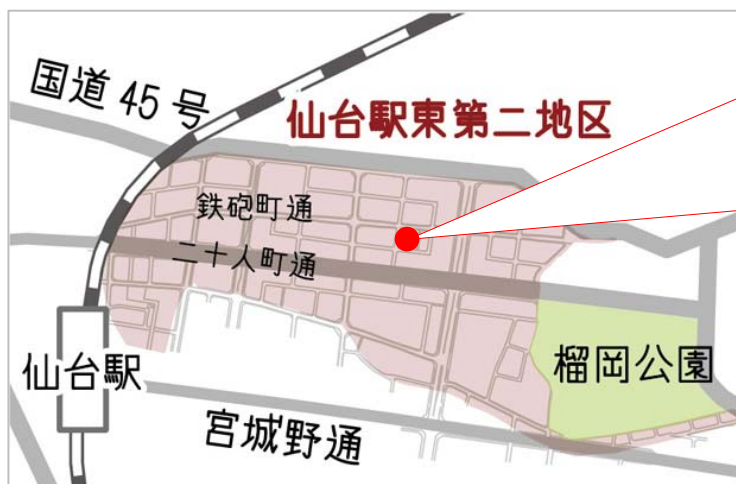 国道45号
仙台駅東第二地区
鉄砲町通
二十人町通
仙台駅
榴岡公園
宮城野通